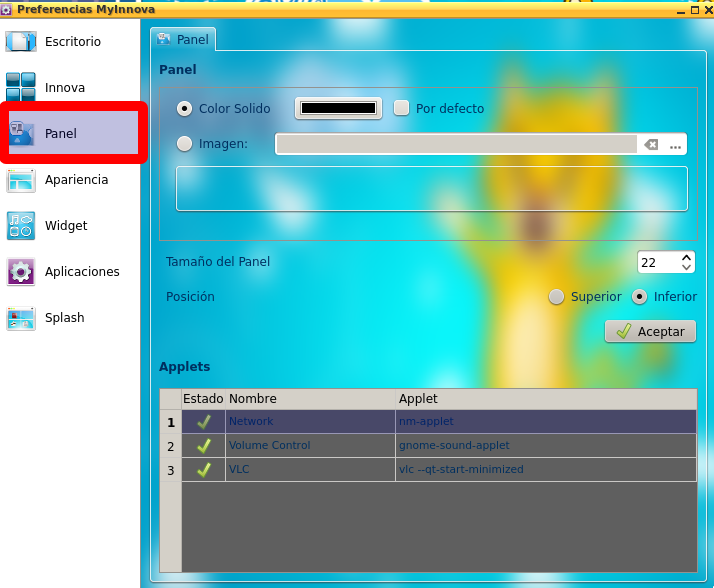 Preferencias MyInnova
Escritorio
Innova
Panel
Apariencia
Widget
Aplicaciones
Splash
Panel
Panel
Color Solido
Por defecto
Imagen:
...
Tamaño del Panel
22
Posición
Superior
Inferior
Aceptar
Applets
Estado Nombre Applet
1 Network nm-applet
2 Volume Control gnome-sound-applet
3 VLC vlc --qt-start-minimized